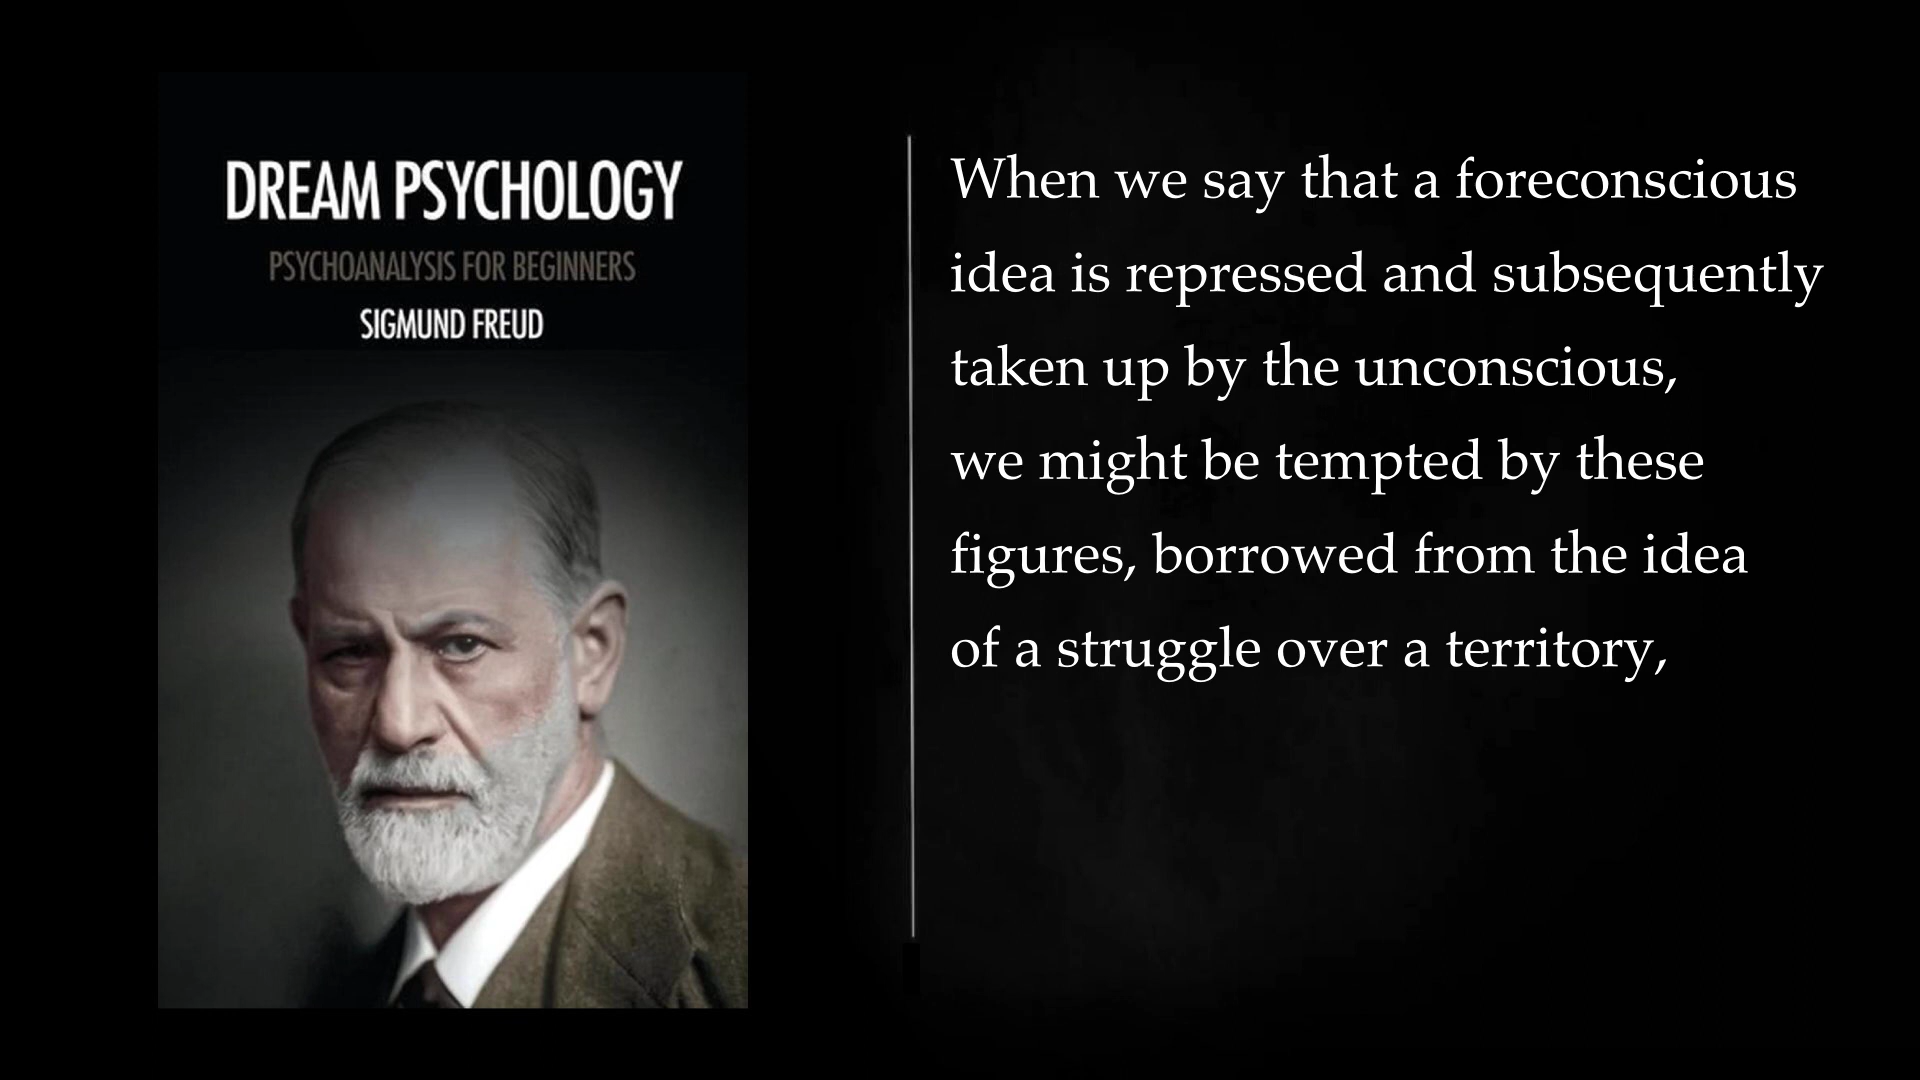 DREAM PSYCHOLOGY
PSYCHOANALYSIS FOR BEGINNERS
SIGMUND FREUD
When we say that a foreconscious
idea is repressed and subsequently
taken up by the unconscious,
we might be tempted by these
figures, borrowed from the idea
of a struggle over a territory,